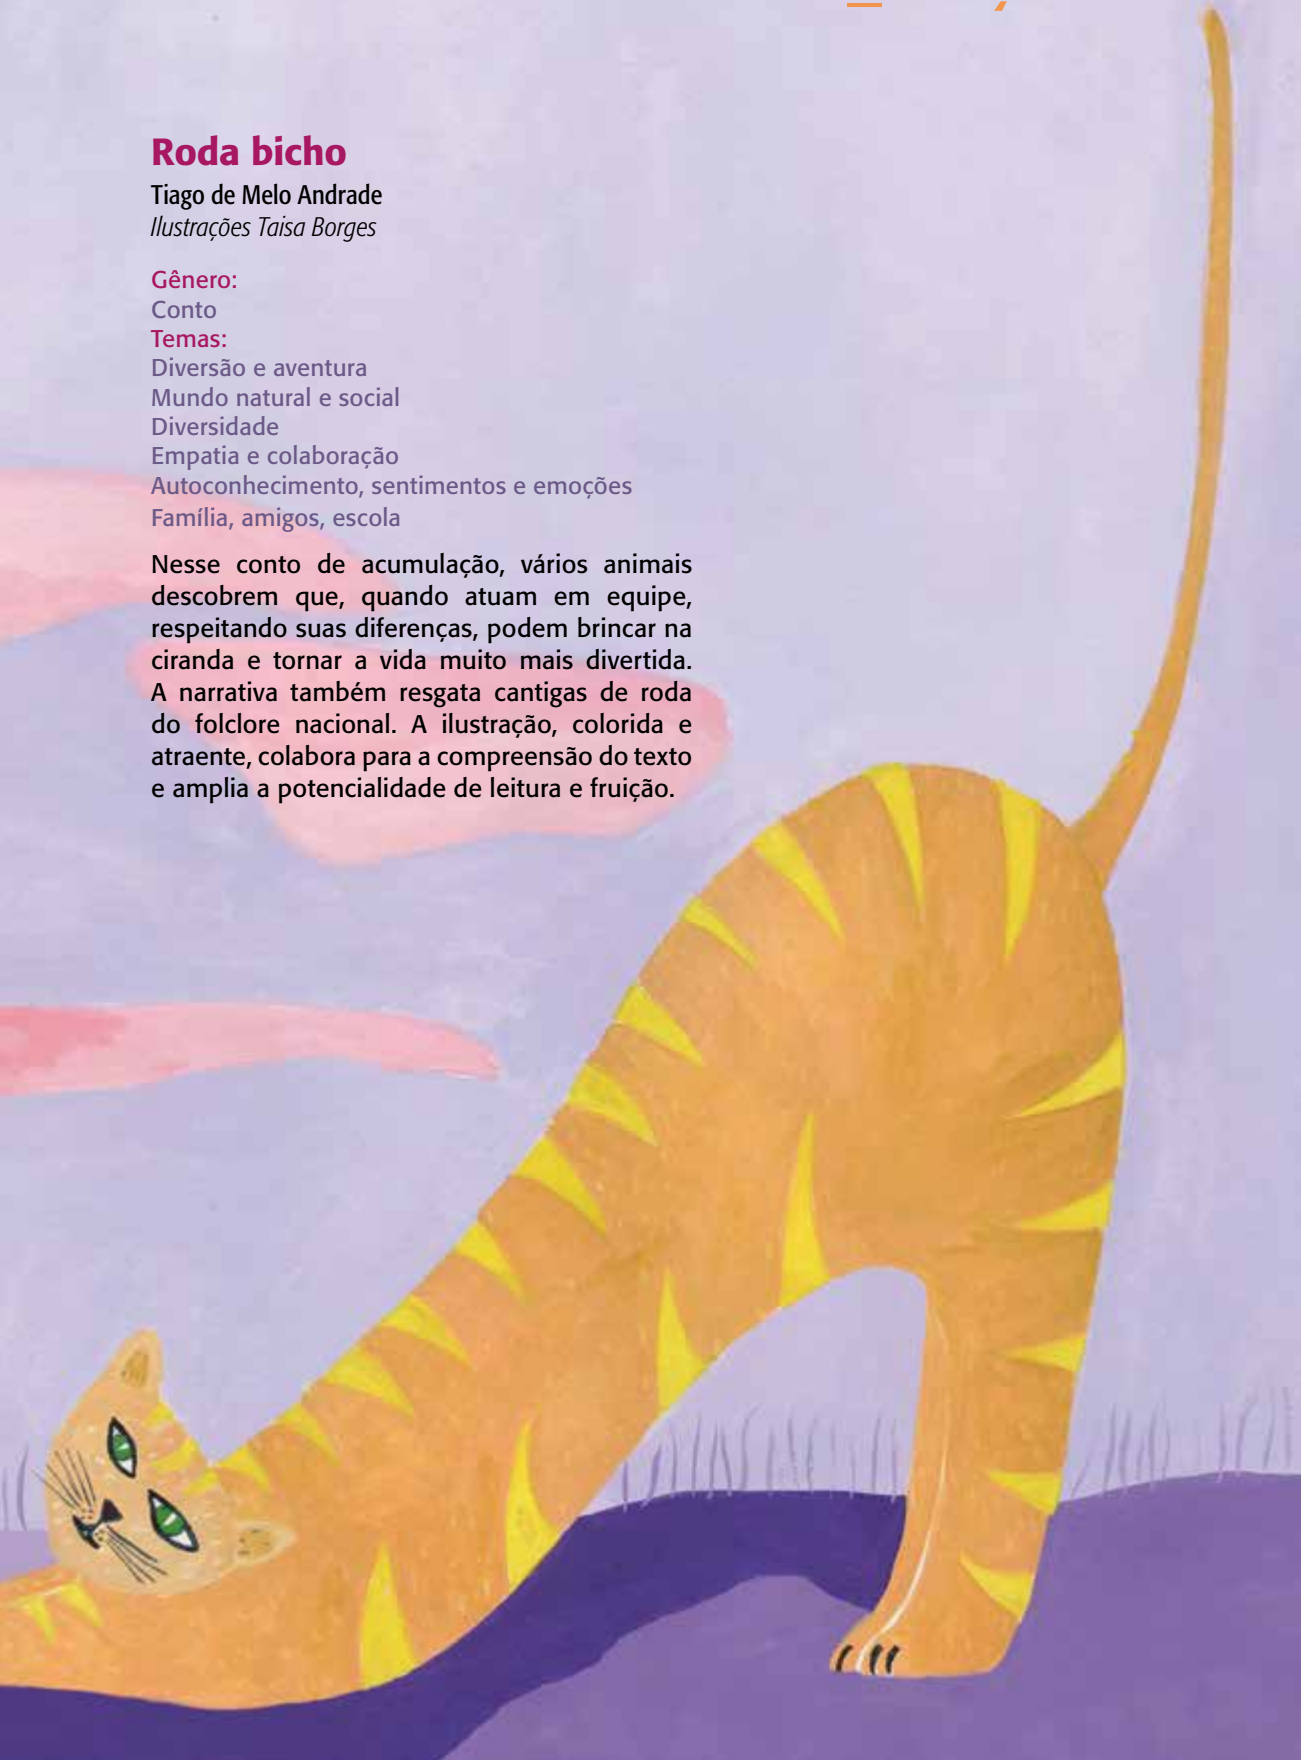 Roda bicho
Tiago de Melo Andrade
Ilustrações Taisa Borges
Gênero:
Conto
Temas:
Diversão e aventura
Mundo natural e social
Diversidade
Empatia e colaboração
Autoconhecimento, sentimentos e emoções
Família, amigos, escola
Nesse conto de acumulação, vários animais
descobrem que, quando atuam em equipe,
respeitando suas diferenças, podem brincar na
ciranda e tornar a vida muito mais divertida.
A narrativa também resgata cantigas de roda
do folclore nacional. A ilustração, colorida e
atraente, colabora para a compreensão do texto
e amplia a potencialidade de leitura e fruição.